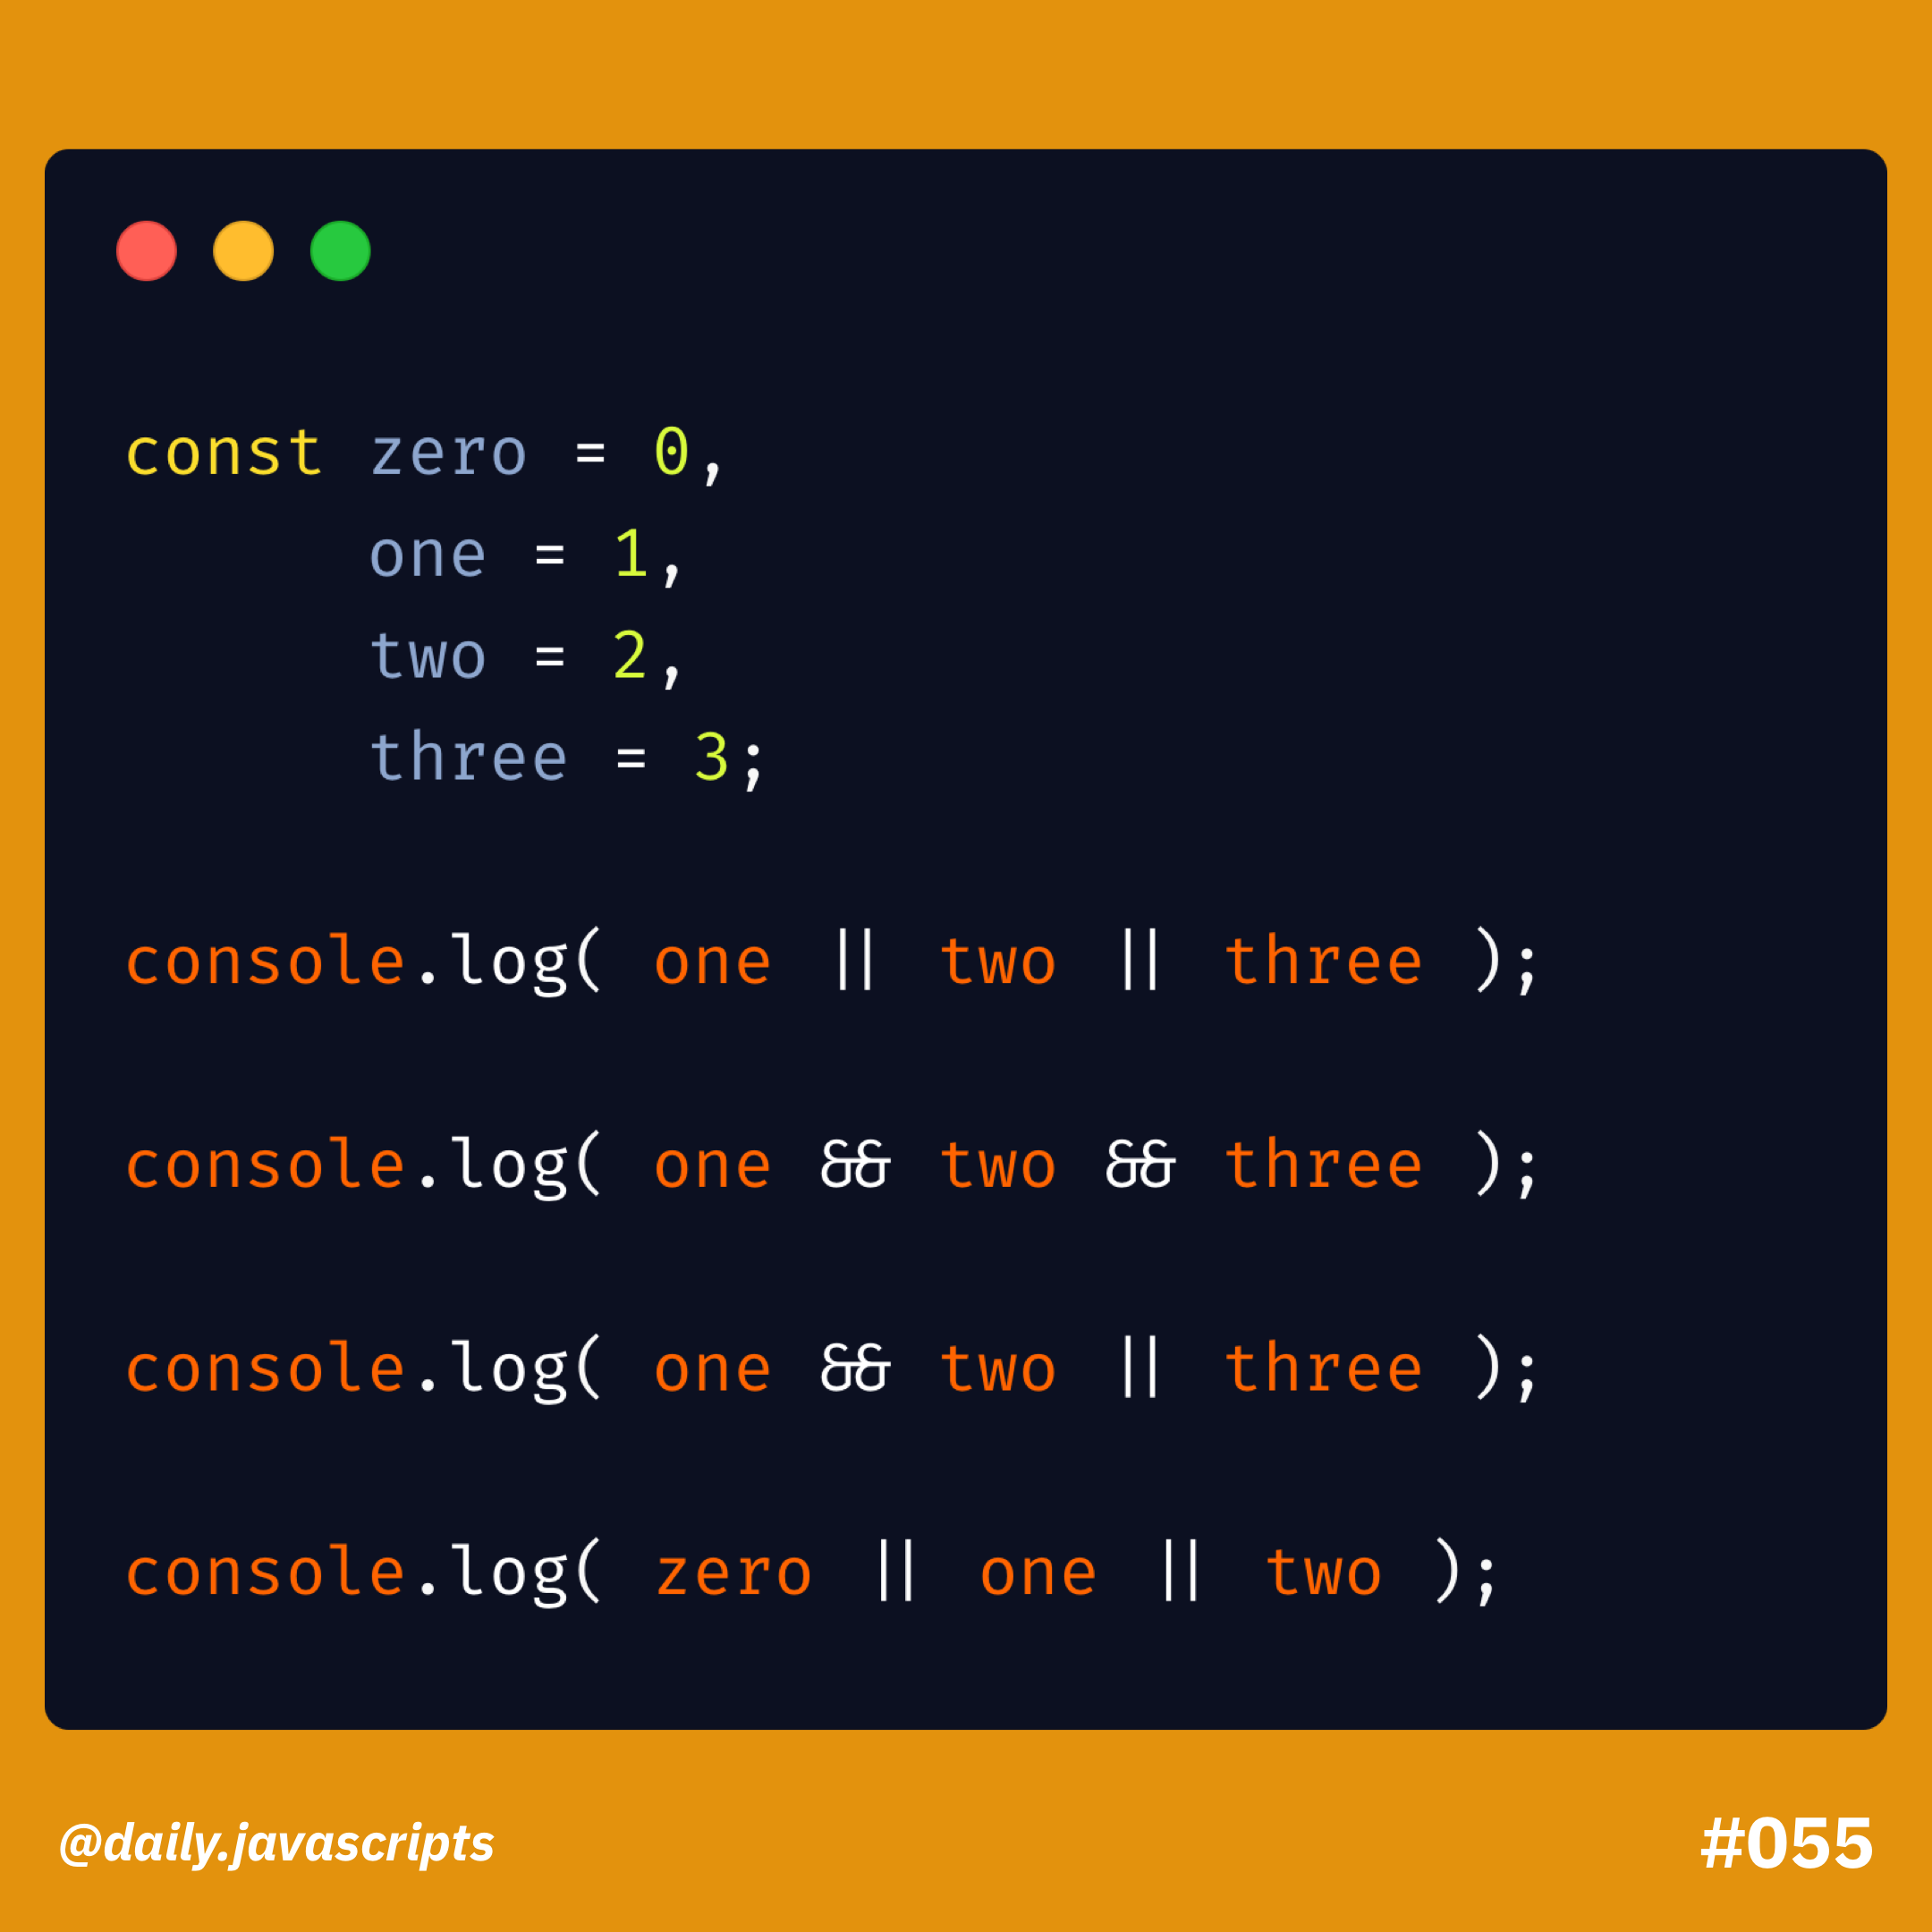 const zero = 0,
one = 1,
two = 2,
three = 3;
console.log( one || two || three );
console.log( one && two && three );
console.log( one && two || three );
console.log( zero || one || two );
@daily.javascripts
#055